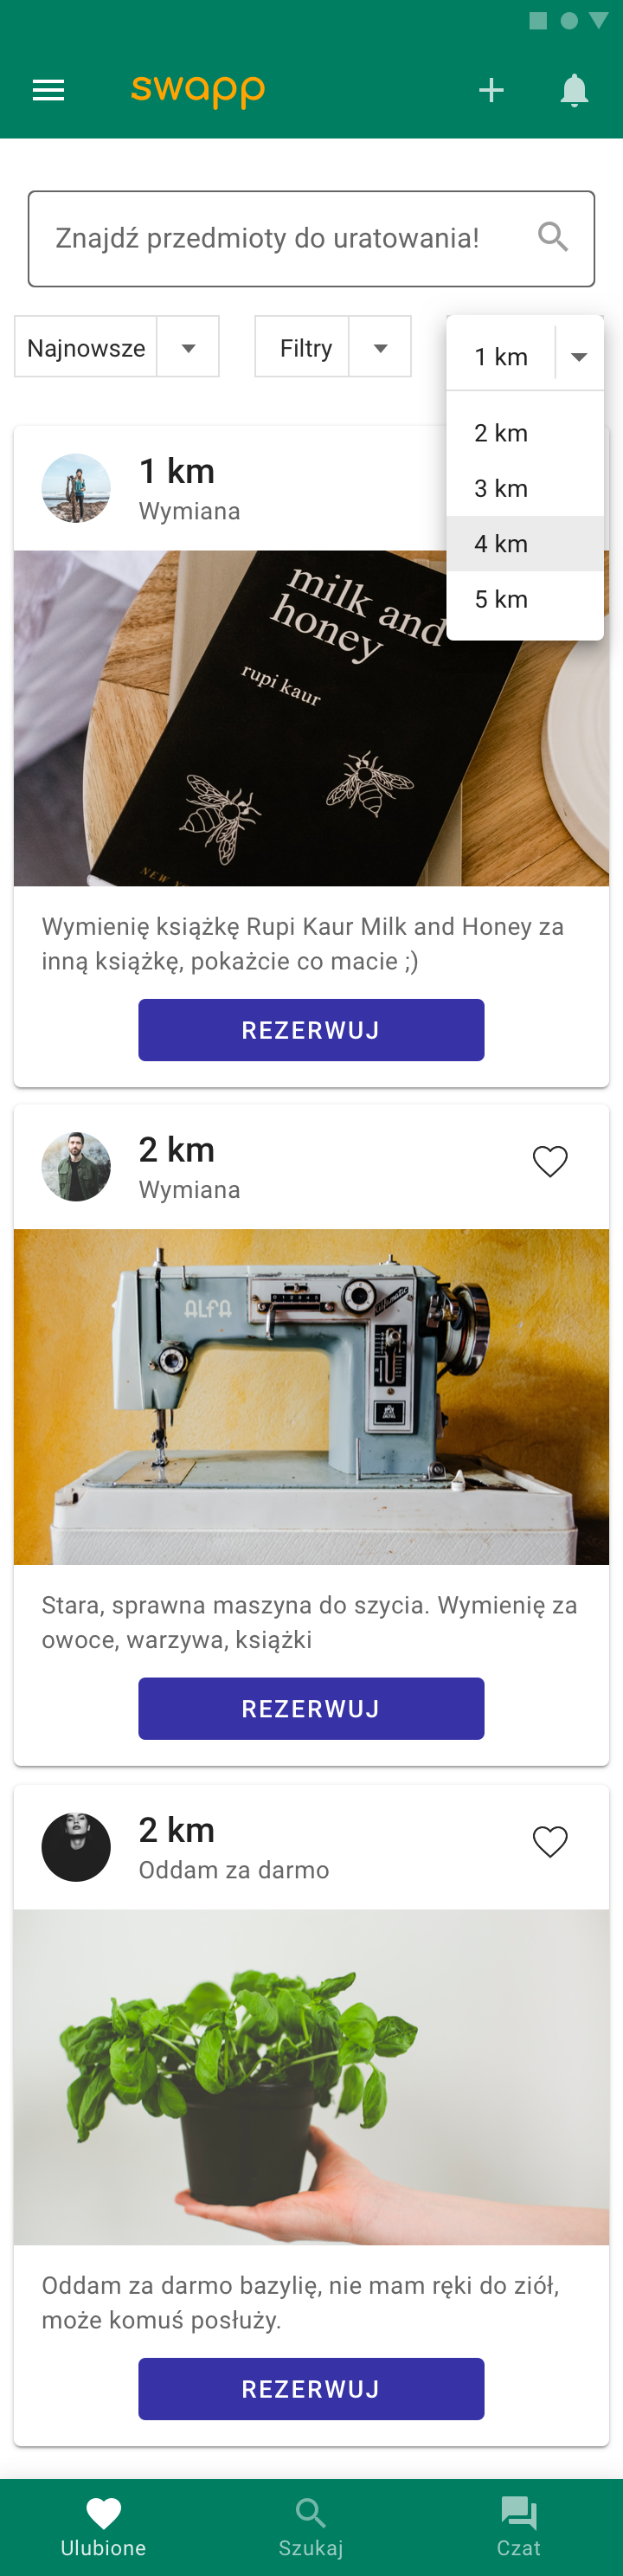 swapp
Znajdź przedmioty do uratowania!
Najnowsze
Filtry
1 km
2 km
3 km
4 km
5 km
1 km
Wymiana
milk and
honey
rupi kaur
Wymienię książkę Rupi Kaur Milk and Honey za
inną książkę, pokażcie co macie ;)
REZERWUJ
2 km
Wymiana
ALFA
Stara, sprawna maszyna do szycia. Wymienię za
owoce, warzywa, książki
REZERWUJ
2 km
Oddam za darmo
Oddam za darmo bazylię, nie mam ręki do ziół,
może komuś posłuży.
REZERWUJ
Ulubione
Szukaj
Czat